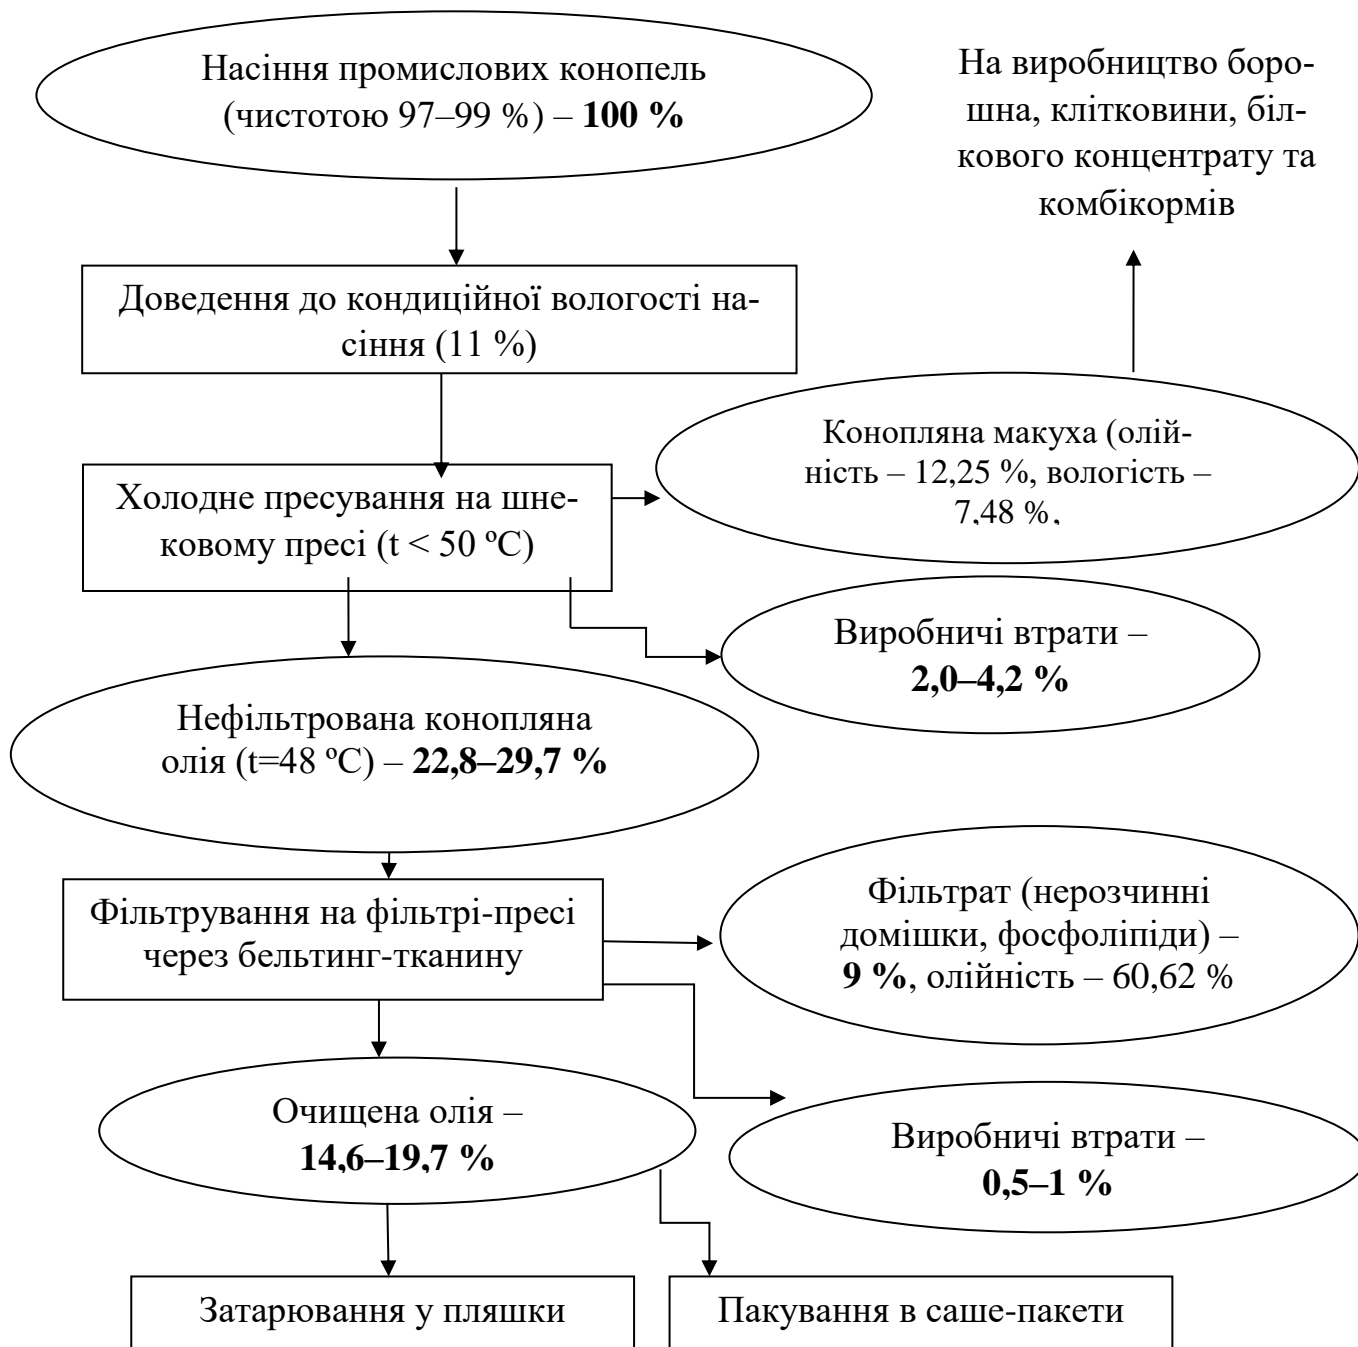 Насіння промислових конопель
(чистотою 97–99 %) – 100 %
На виробництво боро-
шна, клітковини, біл-
кового концентрату та
комбікормів
Доведення до кондиційної вологості на-
сіння (11 %)
Конопляна макуха (олій-
ність – 12,25 %, вологість –
7,48 %,
Холодне пресування на шне-
ковому пресі (t < 50 ºС)
Виробничі втрати –
2,0–4,2 %
Нефільтрована конопляна
олія (t=48 ºС) – 22,8–29,7 %
Фільтрування на фільтрі-пресі
через бельтинг-тканину
Фільтрат (нерозчинні
домішки, фосфоліпіди) –
9 %, олійність – 60,62 %
Очищена олія –
14,6–19,7 %
Виробничі втрати –
0,5–1 %
Затарювання у пляшки
Пакування в саше-пакети